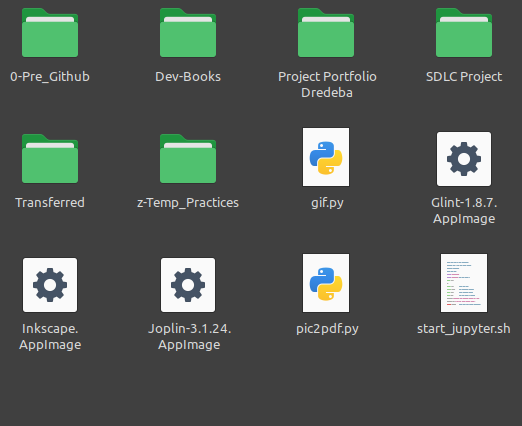 0-Pre_Github
Dev-Books
Project Portfolio
Dredeba
SDLC Project
Transferred
z-Temp_Practices
gif.py
Glint-1.8.7.
AppImage
Inkscape.
AppImage
Joplin-3.1.24.
AppImage
pic2pdf.py
start_jupyter.sh